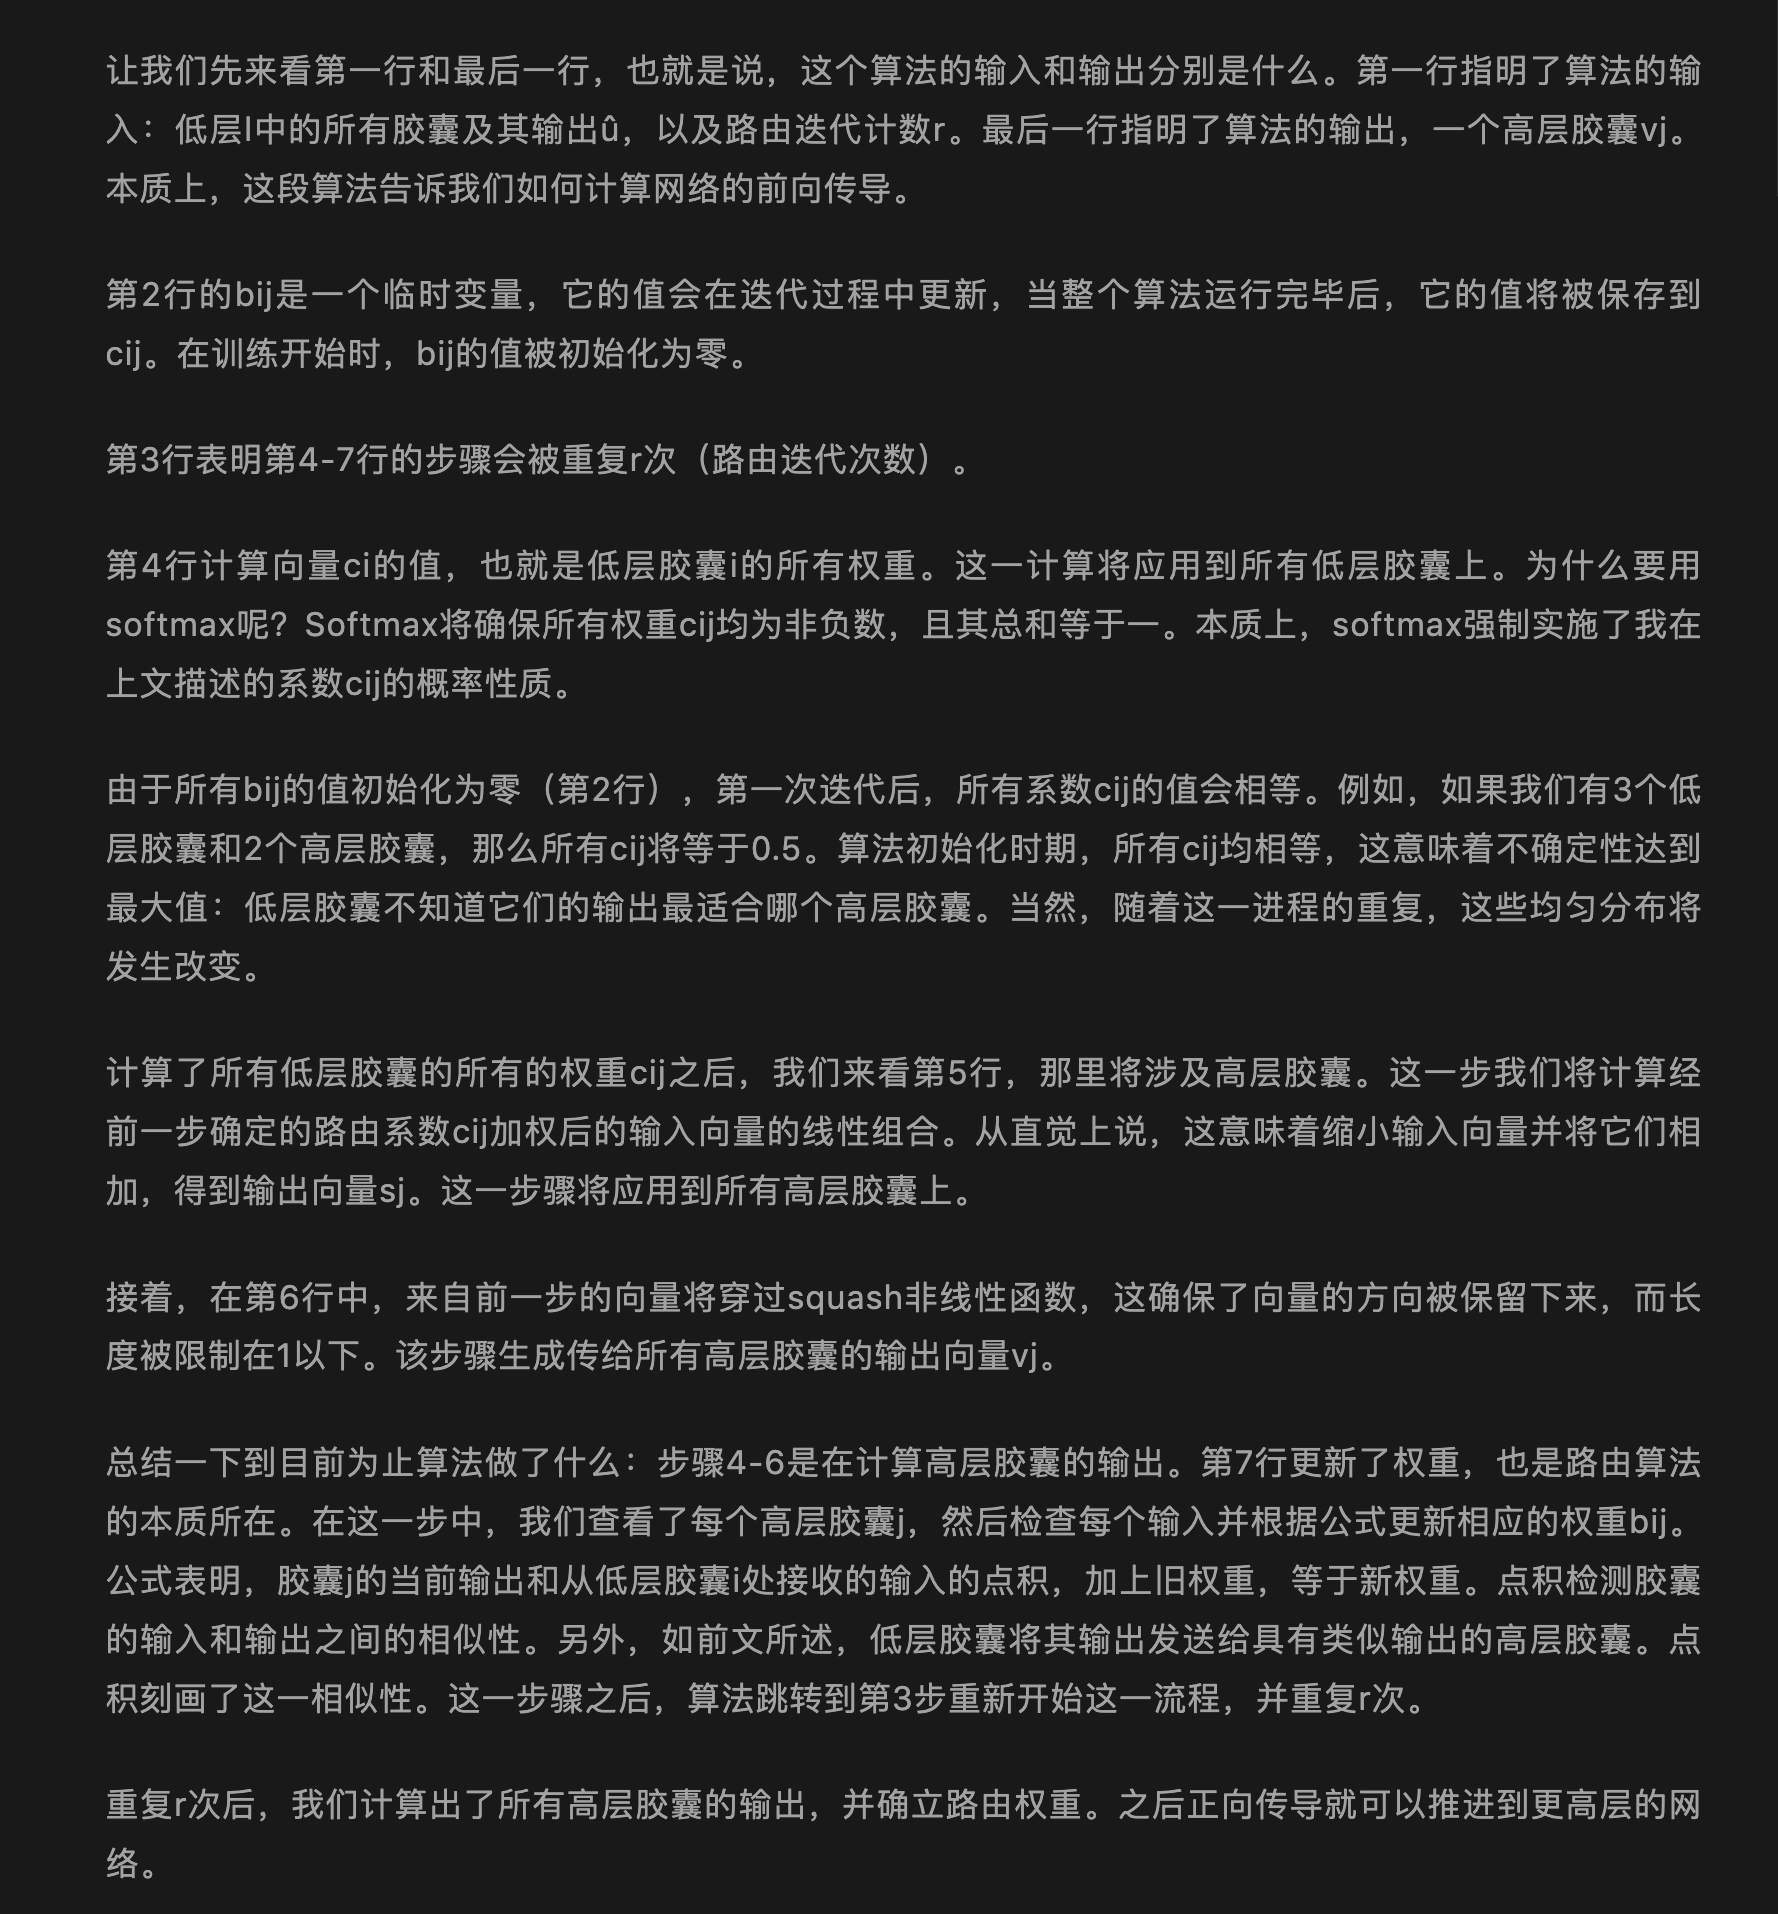 让我们先来看第一行和最后一行，也就是说，这个算法的输入和输出分别是什么。第一行指明了算法的输
入：低层l中的所有胶囊及其输出û，以及路由迭代计数r。最后一行指明了算法的输出，一个高层胶囊vj。
本质上，这段算法告诉我们如何计算网络的前向传导。
第2行的bij是一个临时变量，它的值会在迭代过程中更新，当整个算法运行完毕后，它的值将被保存到
cij。在训练开始时，bij的值被初始化为零。
第3行表明第4-7行的步骤会被重复r次（路由迭代次数）。
第4行计算向量ci的值，也就是低层胶囊i的所有权重。这一计算将应用到所有低层胶囊上。为什么要用
softmax呢？Softmax将确保所有权重cij均为非负数，且其总和等于一。本质上，softmax强制实施了我在
上文描述的系数cij的概率性质。
由于所有bij的值初始化为零（第2行），第一次迭代后，所有系数cij的值会相等。例如，如果我们有3个低
层胶囊和2个高层胶囊，那么所有cij将等于0.5。算法初始化时期，所有cij均相等，这意味着不确定性达到
最大值：低层胶囊不知道它们的输出最适合哪个高层胶囊。当然，随着这一进程的重复，这些均匀分布将
发生改变。
计算了所有低层胶囊的所有的权重cij之后，我们来看第5行，那里将涉及高层胶囊。这一步我们将计算经
前一步确定的路由系数cij加权后的输入向量的线性组合。从直觉上说，这意味着缩小输入向量并将它们相
加，得到输出向量sj。这一步骤将应用到所有高层胶囊上。
接着，在第6行中，来自前一步的向量将穿过squash非线性函数，这确保了向量的方向被保留下来，而长
度被限制在1以下。该步骤生成传给所有高层胶囊的输出向量vj。
总结一下到目前为止算法做了什么：步骤4-6是在计算高层胶囊的输出。第7行更新了权重，也是路由算法
的本质所在。在这一步中，我们查看了每个高层胶囊j，然后检查每个输入并根据公式更新相应的权重bij。
公式表明，胶囊j的当前输出和从低层胶囊i处接收的输入的点积，加上旧权重，等于新权重。点积检测胶囊
的输入和输出之间的相似性。另外，如前文所述，低层胶囊将其输出发送给具有类似输出的高层胶囊。点
积刻画了这一相似性。这一步骤之后，算法跳转到第3步重新开始这一流程，并重复r次。
重复r次后，我们计算出了所有高层胶囊的输出，并确立路由权重。之后正向传导就可以推进到更高层的网
络。